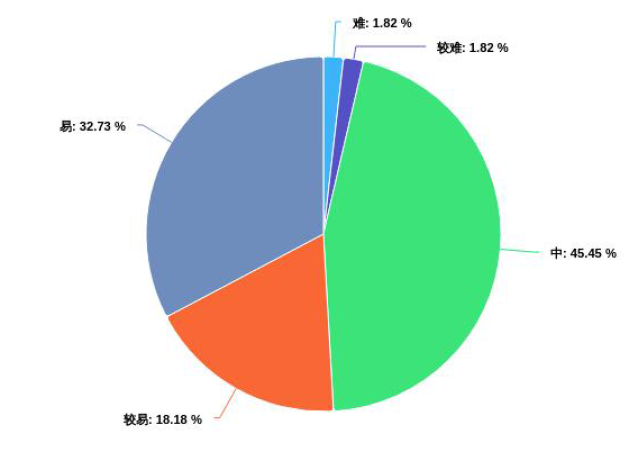 难: 1.82 %
较难: 1.82 %
易: 32.73 %
中: 45.45 %
较易: 18.18 %